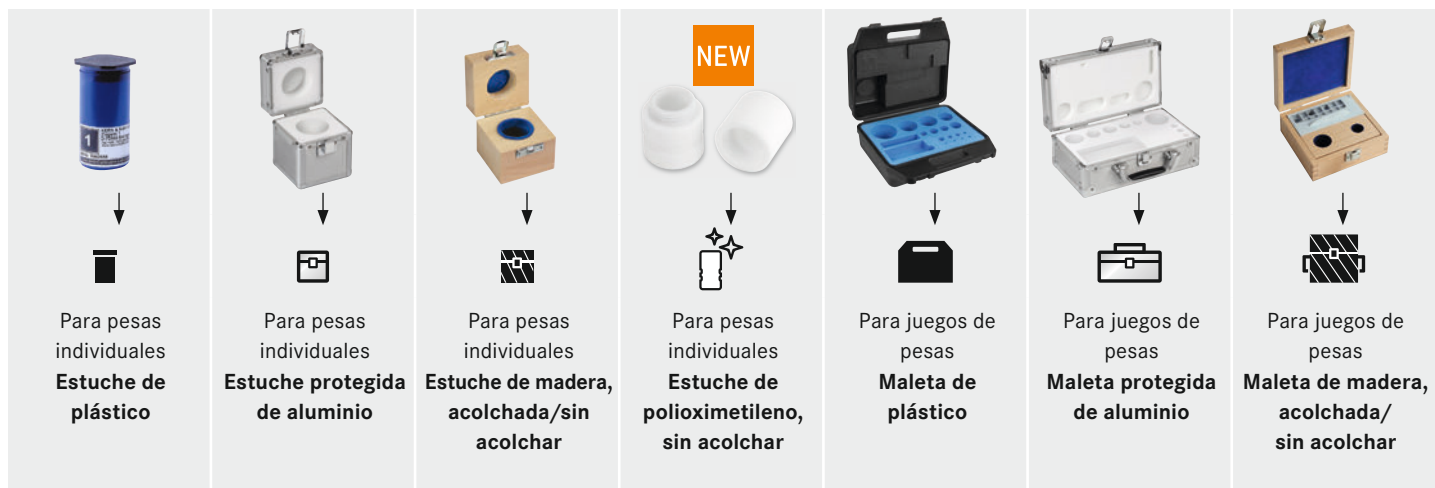 NEW
1
Para pesas
individuales
Estuche de
plástico
Para pesas
individuales
Estuche protegida
de aluminio
Para pesas
individuales
Estuche de madera,
acolchada/sin
acolchar
Para pesas
individuales
Estuche de
polioximetileno,
sin acolchar
Para juegos de
pesas
Maleta de
plástico
Para juegos de
pesas
Maleta protegida
de aluminio
Para juegos de
pesas
Maleta de madera,
acolchada/
sin acolchar